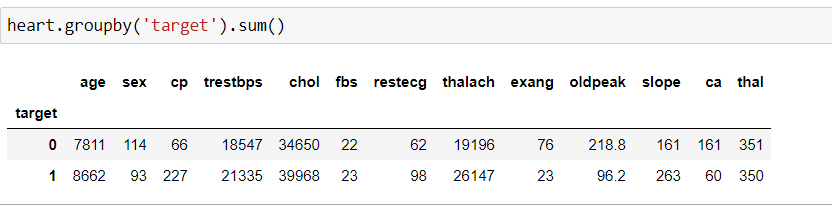 heart.groupby('target').sum()
age sex cp trestbps chol fbs restecg thalach exang oldpeak slope ca thal
target
0 7811 114 66 18547 34650 22 62 19196 76 218.8 161 161 351
1 8662 93 227 21335 39968 23 98 26147 23 96.2 263 60 350